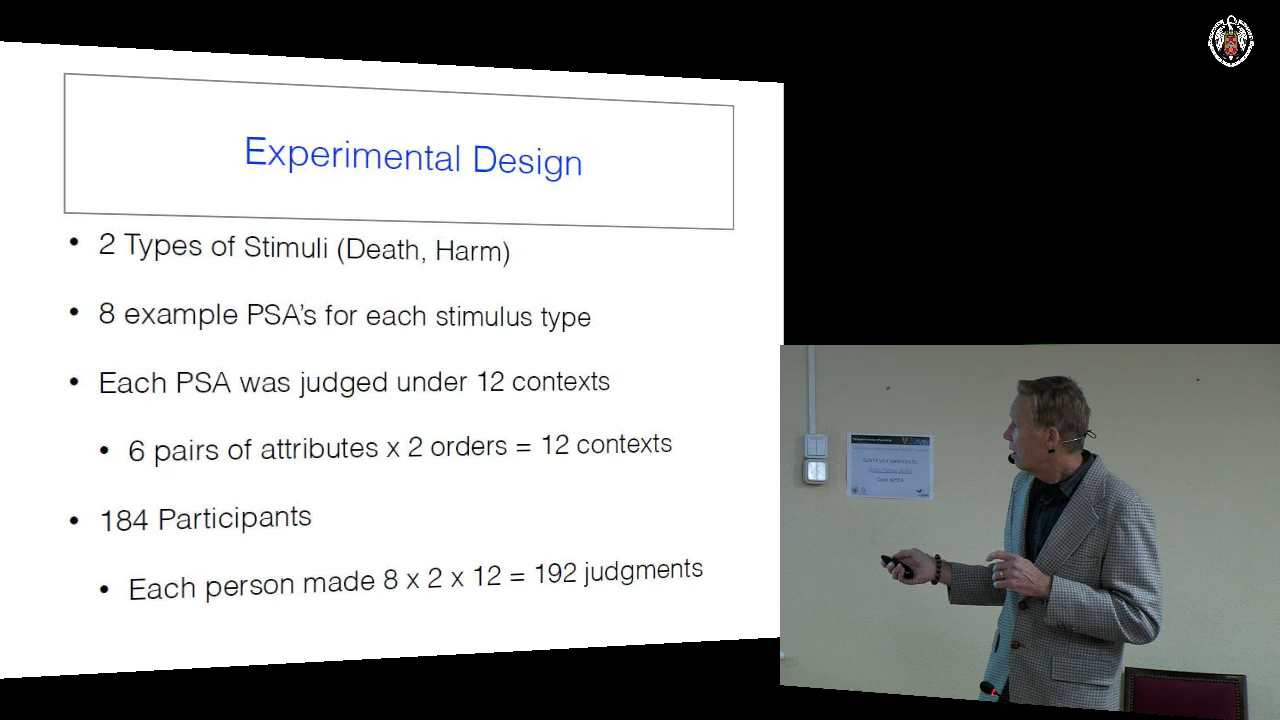 Experimental Design
• 2 Types of Stimuli (Death, Harm)
• 8 example PSA's for each stimulus type
• Each PSA was judged under 12 contexts
• 6 pairs of attributes x 2 orders = 12 contexts
• 184 Participants
• Each person made 8 x 2 x 12 = 192 judgments